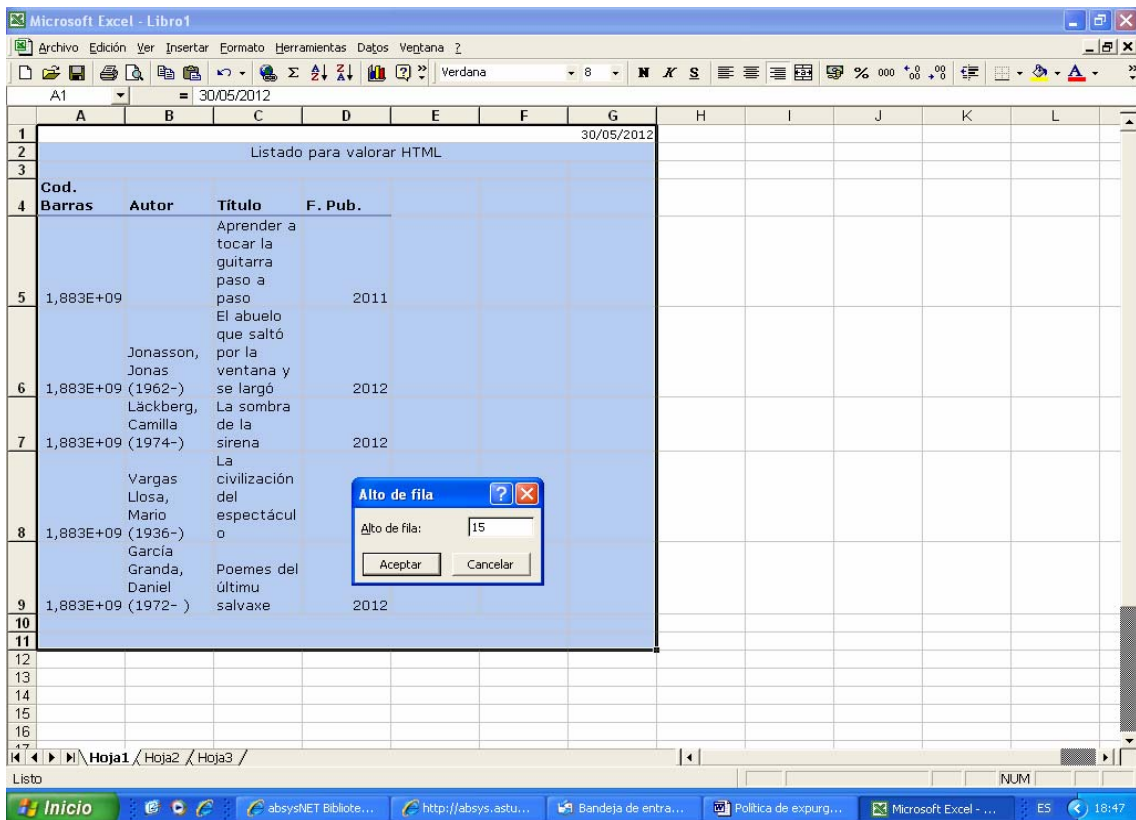 Microsoft Excel - Libro1
Archivo Edición Ver Insertar Formato Herramientas Datos Ventana ?
Verdana 8 N K S % 000
A1 = 30/05/2012
A B C D E F G H I J K L
1 30/05/2012
2 Listado para valorar HTML
3
Cod.
4 Barras Autor Título F. Pub.
Aprender a
tocar la
guitarra
paso a
5 1,883E+09 paso 2011
El abuelo
que saltó
Jonasson, por la
Jonas ventana y
6 1,883E+09 (1962-) se largó 2012
Läckberg, La sombra
Camilla de la
7 1,883E+09 (1974-) sirena 2012
La
Vargas civilización
Llosa, del
Mario espectácul
8 1,883E+09 (1936-) o
García
Granda, Poemes del
Daniel últimu
9 1,883E+09 (1972- ) salvaxe 2012
10
11
12
13
14
15
16
17
Alto de fila
Alto de fila: 15
Aceptar Cancelar
Hoja1 Hoja2 Hoja3
Listo NUM
Inicio absysNET Bibliote... http://absys.astu... Bandeja de entra... Política de expurg... Microsoft Excel - ... ES 18:47